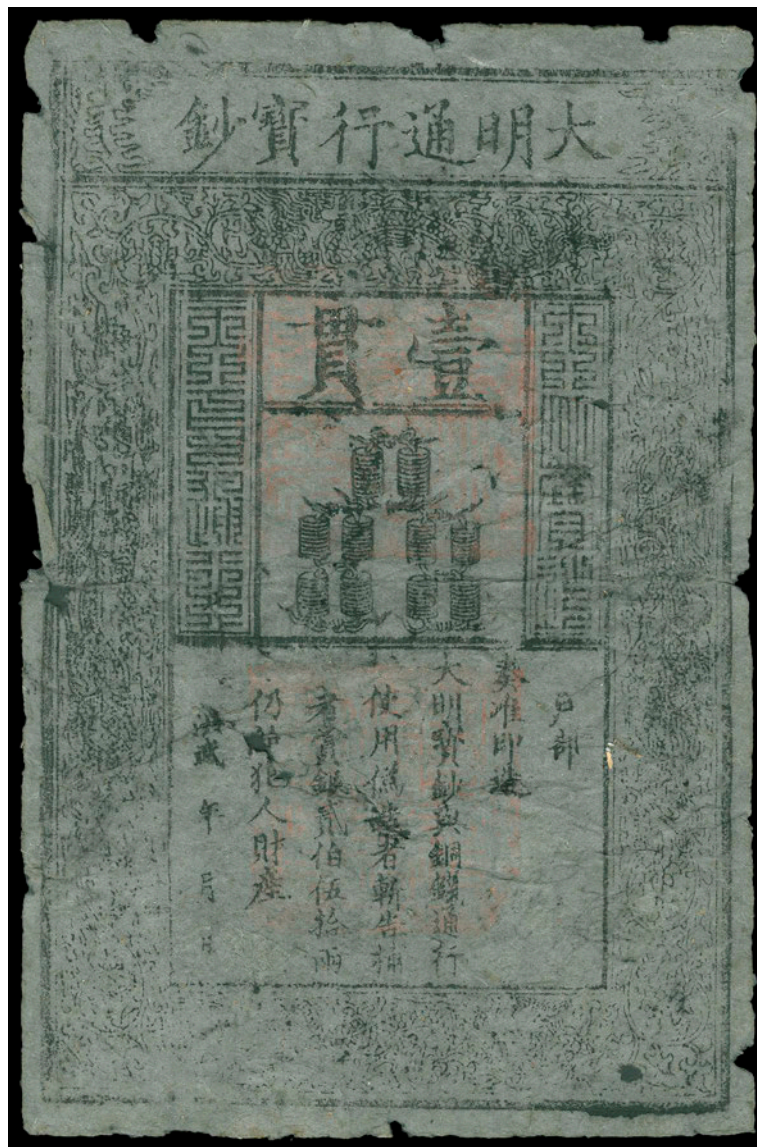 大明通行寶鈔
壹貫
戶部
奏准印造
大明寶鈔與銅錢通行
使用偽造者斬告捕
者賞銀貳伯伍拾兩
仍給犯人財產
洪武 年 月 日